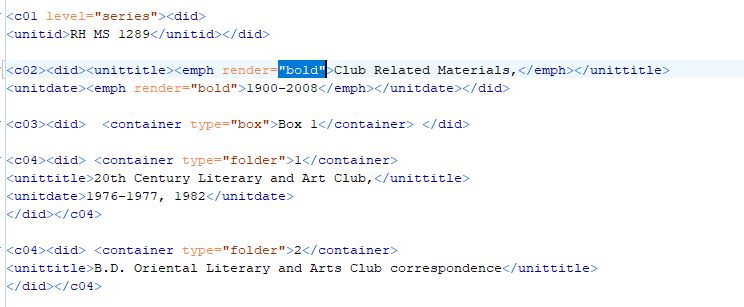 <c01 level="series"><did>
<unitid>RH MS 1289</unitid></did>
<c02><did><unittitle><emph render="bold">Club Related Materials,</emph></unittitle>
<unitdate><emph render="bold">1900-2008</emph></unitdate></did>
<c03><did>  <container type="box">Box 1</container> </did>
<c04><did> <container type="folder">1</container>
<unittitle>20th Century Literary and Art Club,</unittitle>
<unitdate>1976-1977, 1982</unitdate>
</did></c04>
<c04><did> <container type="folder">2</container>
<unittitle>B.D. Oriental Literary and Arts Club correspondence</unittitle>
</did></c04>